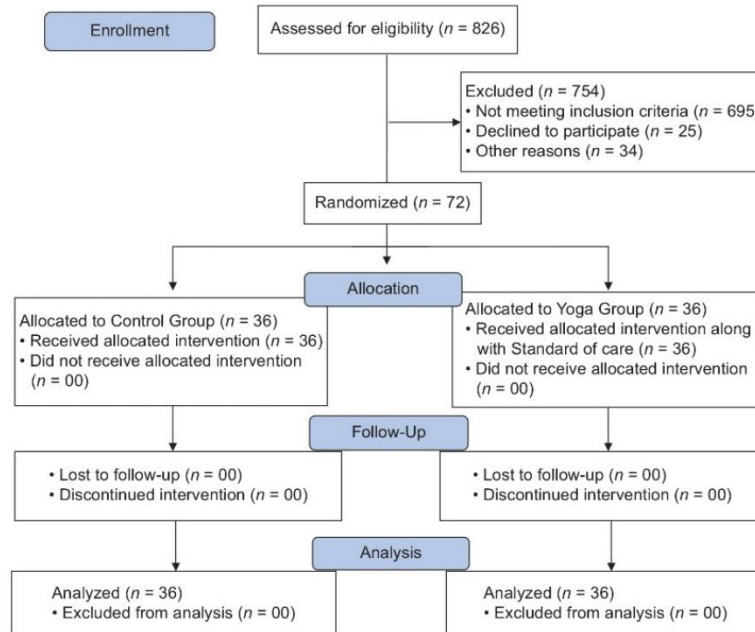 Enrollment
Assessed for eligibility (n = 826)
Excluded (n = 754)
• Not meeting inclusion criteria (n = 695
• Declined to participate (n = 25)
• Other reasons (n = 34)
Randomized (n = 72)
Allocation
Allocated to Control Group (n = 36)
• Received allocated intervention (n = 36)
• Did not receive allocated intervention
(n = 00)
Allocated to Yoga Group (n = 36)
• Received allocated intervention along
with Standard of care (n = 36)
• Did not receive allocated intervention
(n = 00)
Follow-Up
• Lost to follow-up (n = 00)
• Discontinued intervention (n = 00)
• Lost to follow-up (n = 00)
• Discontinued intervention (n = 00)
Analysis
Analyzed (n = 36)
• Excluded from analysis (n = 00)
Analyzed (n = 36)
• Excluded from analysis (n = 00)